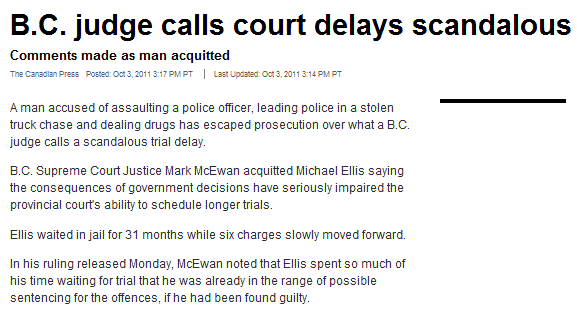 B.C. judge calls court delays scandalous
Comments made as man acquitted
The Canadian Press Posted: Oct 3, 2011 3:17 PM PT | Last Updated: Oct 3, 2011 3:14 PM PT
A man accused of assaulting a police officer, leading police in a stolen
truck chase and dealing drugs has escaped prosecution over what a B.C.
judge calls a scandalous trial delay.
B.C. Supreme Court Justice Mark McEwan acquitted Michael Ellis saying
the consequences of government decisions have seriously impaired the
provincial court's ability to schedule longer trials.
Ellis waited in jail for 31 months while six charges slowly moved forward.
In his ruling released Monday, McEwan noted that Ellis spent so much of
his time waiting for trial that he was already in the range of possible
sentencing for the offences, if he had been found guilty.